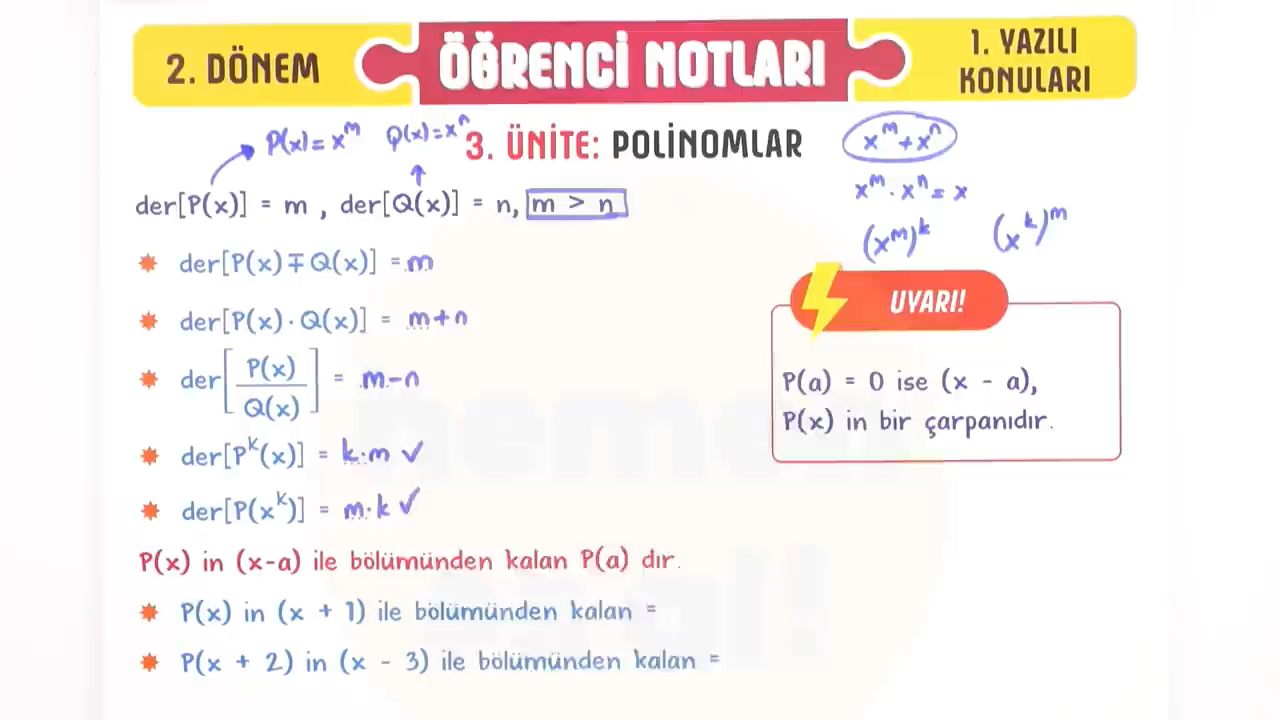 2. DÖNEM
ÖĞRENCİ NOTLARI
1. YAZILI
KONULARI
P(x) = x^m Q(x) = x^n
3. ÜNİTE: POLİNOMLAR
x^m + x^n
x^m · x^n = x
(x^m)^k (x^k)^m
der[P(x)] = m , der[Q(x)] = n, m > n
der[P(x) ∓ Q(x)] = m
der[P(x) · Q(x)] = m+n
der[P(x)/Q(x)] = m-n
der[P^k(x)] = k·m ✓
der[P(x^k)] = m·k ✓
UYARI!
P(a) = 0 ise (x - a),
P(x) in bir çarpanıdır.
P(x) in (x-a) ile bölümünden kalan P(a) dır.
P(x) in (x + 1) ile bölümünden kalan =
P(x + 2) in (x - 3) ile bölümünden kalan =